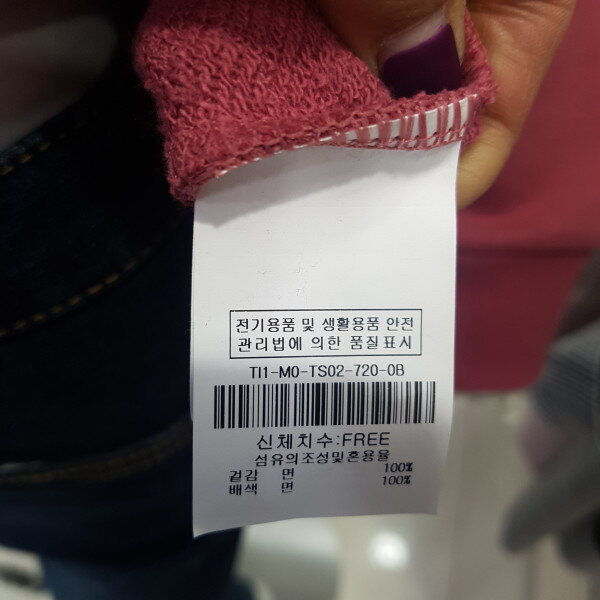 전기용품 및 생활용품 안전
관리법에 의한 품질표시
TI1-M0-TS02-720-0B
신체치수:FREE
섬유의조성및혼용율
겉감 면 100%
배색 면 100%